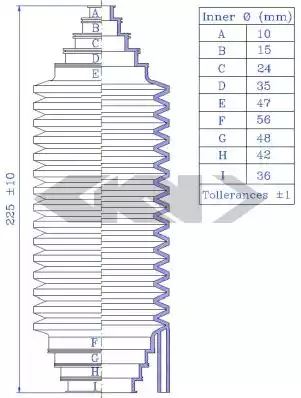 Inner Ø (mm)
A 10
B 15
C 24
D 35
E 47
F 56
G 48
H 42
I 36
Tollerances ±1
A
B
C
D
E
225 ±10
F
G
H
I